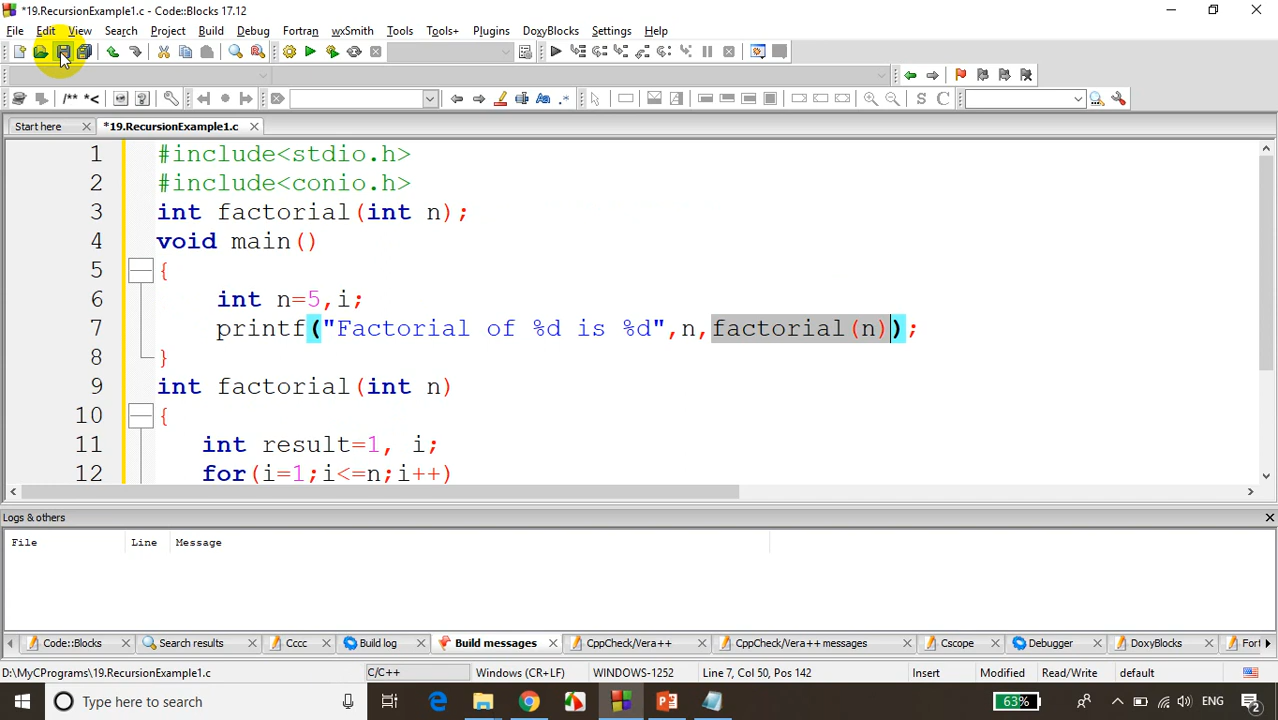 *19.RecursionExample1.c - Code::Blocks 17.12
File Edit View Search Project Build Debug Fortran wxSmith Tools Tools+ Plugins DoxyBlocks Settings Help
/** *<
S C
Start here *19.RecursionExample1.c
1 #include<stdio.h>
2 #include<conio.h>
3 int factorial(int n);
4 void main()
5 {
6 int n=5,i;
7 printf("Factorial of %d is %d",n,factorial(n));
8 }
9 int factorial(int n)
10 {
11 int result=1, i;
12 for(i=1;i<=n;i++)
Logs & others
File Line Message
Code::Blocks Search results Cccc Build log Build messages CppCheck/Vera++ CppCheck/Vera++ messages Cscope Debugger DoxyBlocks Fort
D:\MyCPrograms\19.RecursionExample1.c C/C++ Windows (CR+LF) WINDOWS-1252 Line 7, Col 50, Pos 142 Insert Modified Read/Write default
Type here to search 63% ENG 2